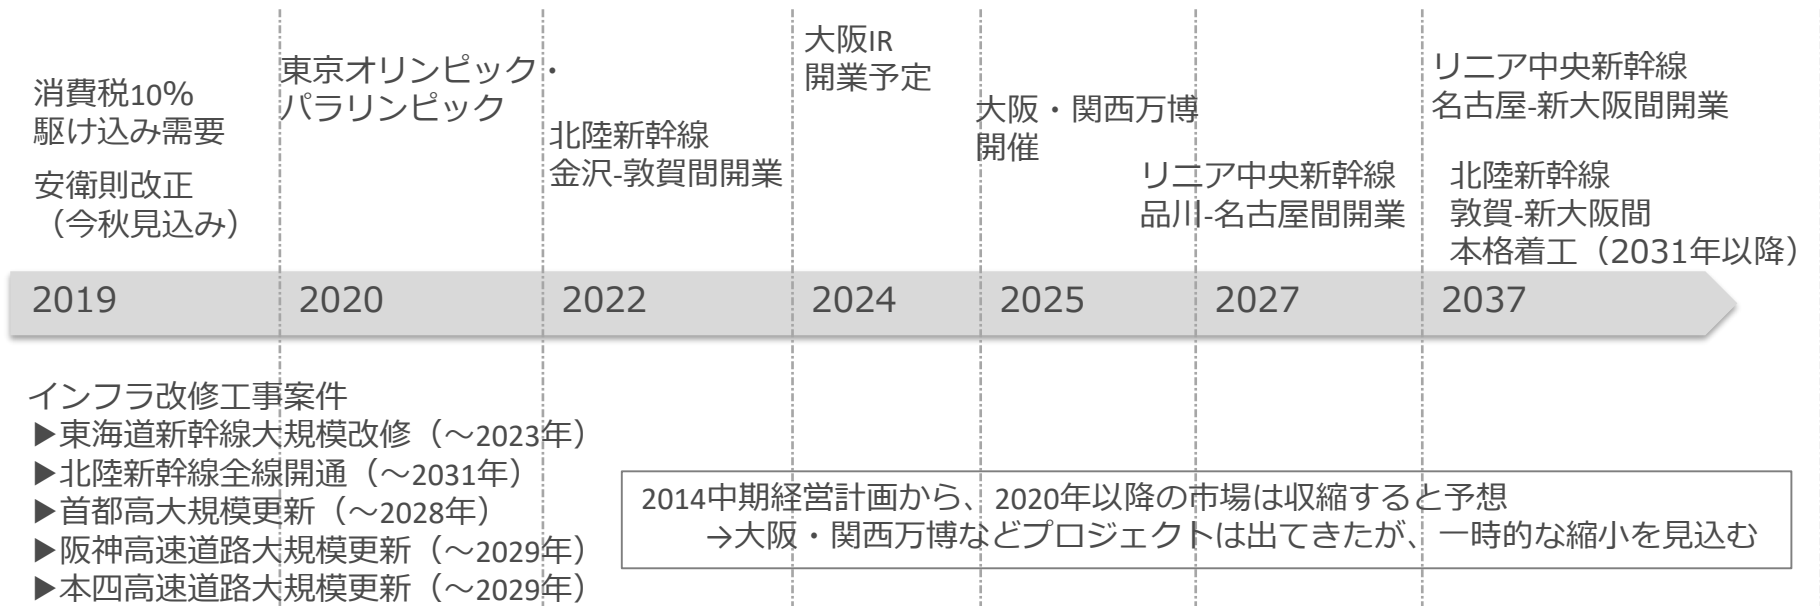 消費税10%
駆け込み需要
安衛則改正
（今秋見込み）
東京オリンピック・
パラリンピック
北陸新幹線
金沢-敦賀間開業
大阪IR
開業予定
大阪・関西万博
開催
リニア中央新幹線
品川-名古屋間開業
リニア中央新幹線
名古屋-新大阪間開業
北陸新幹線
敦賀-新大阪間
本格着工（2031年以降）
2019
2020
2022
2024
2025
2027
2037
インフラ改修工事案件
▶東海道新幹線大規模改修（～2023年）
▶北陸新幹線全線開通（～2031年）
▶首都高大規模更新（～2028年）
▶阪神高速道路大規模更新（～2029年）
▶本四高速道路大規模更新（～2029年）
2014中期経営計画から、2020年以降の市場は収縮すると予想
→大阪・関西万博などプロジェクトは出てきたが、一時的な縮小を見込む